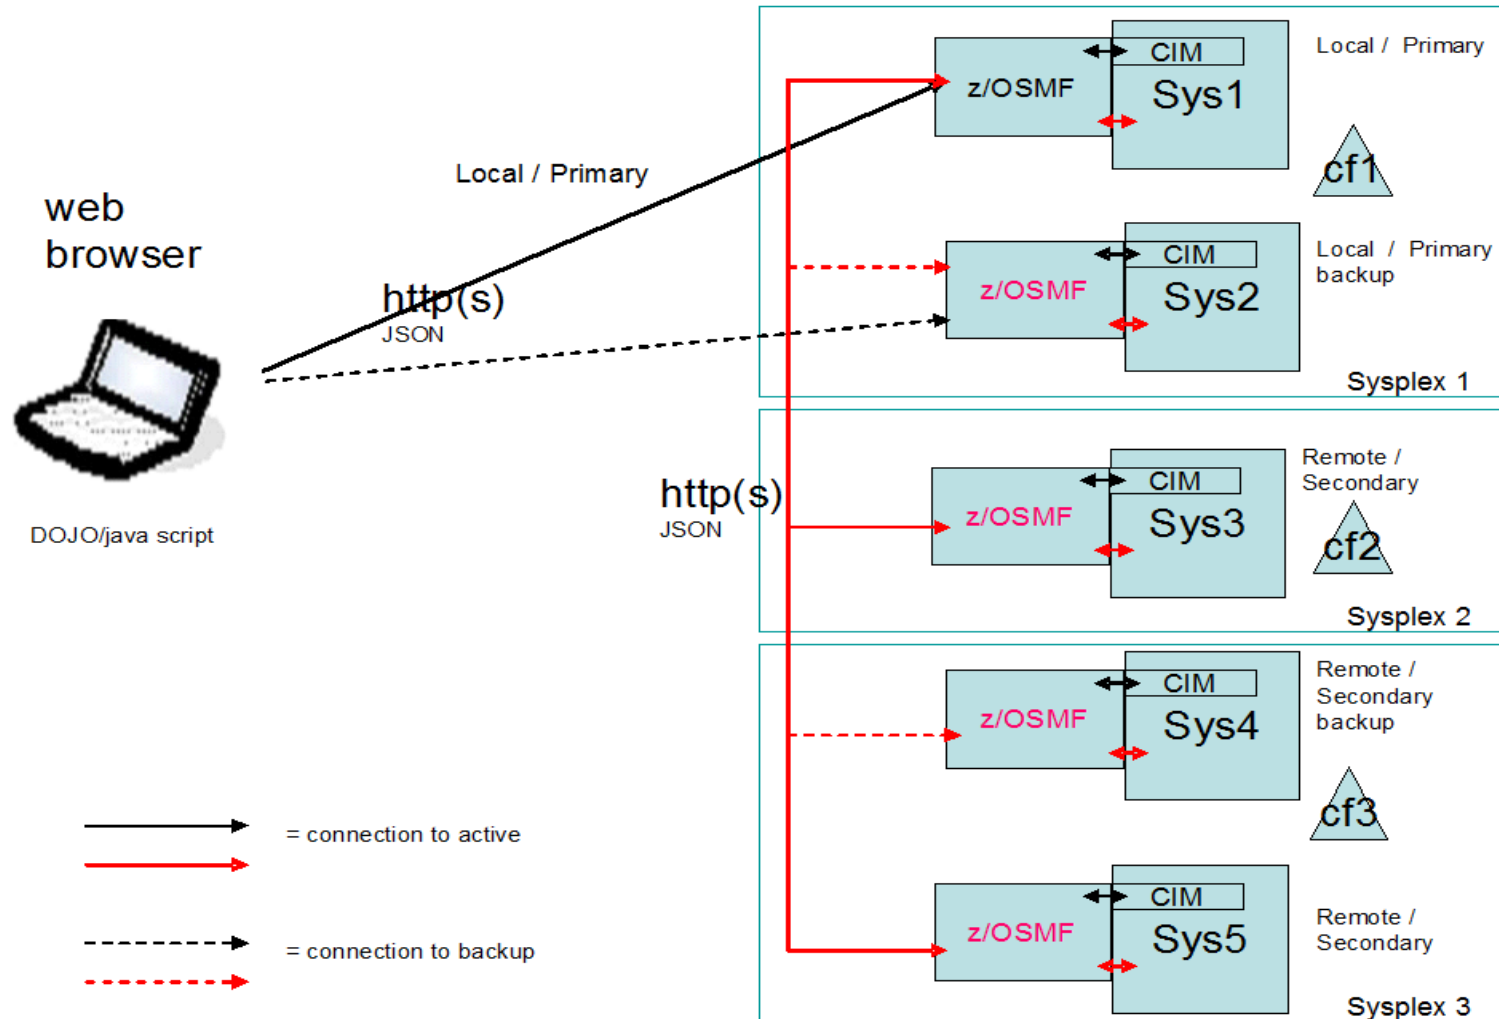 web
browser
DOJO/java script
Local / Primary
http(s)
JSON
http(s)
JSON
z/OSMF
CIM
Sys1
Local / Primary
cf1
z/OSMF
CIM
Sys2
Local / Primary
backup
Sysplex 1
z/OSMF
CIM
Sys3
Remote /
Secondary
cf2
Sysplex 2
z/OSMF
CIM
Sys4
Remote /
Secondary
backup
cf3
z/OSMF
CIM
Sys5
Remote /
Secondary
Sysplex 3
= connection to active
= connection to backup